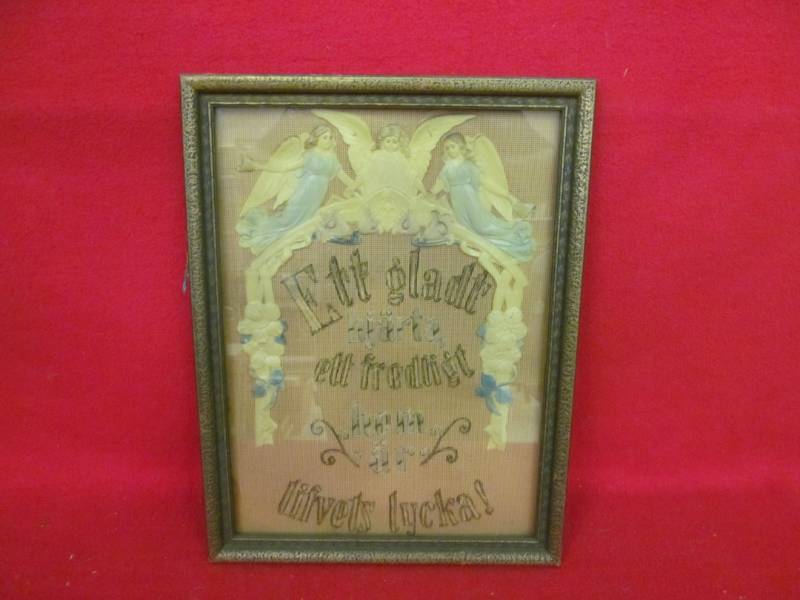 Ett gladt
hjärta,
ett fredligt
hem
är
lifvets lycka!